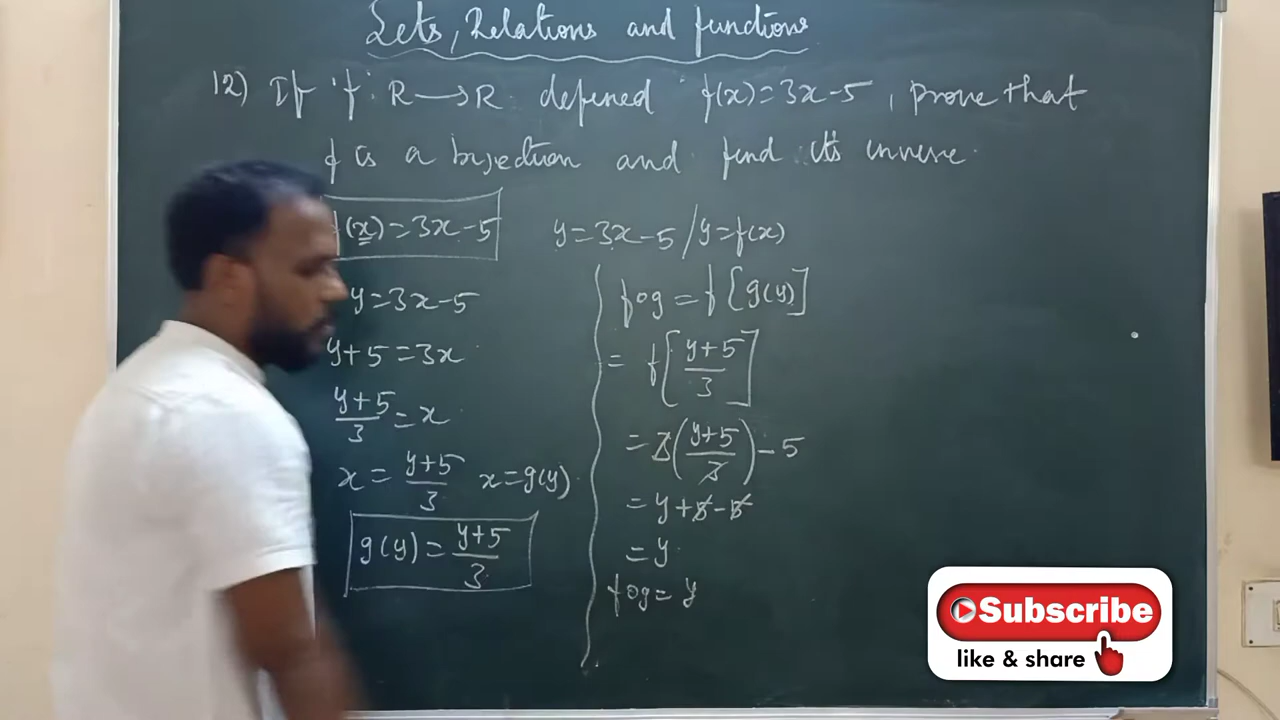 Sets, Relations and functions
12) If 'f: R → R defined f(x)=3x-5, prove that
f is a bijection and find its inverse.
f(x)=3x-5
y=3x-5 / y=f(x)
y=3x-5
y+5=3x
y+5/3=x
x=y+5/3 x=g(y)
g(y)=y+5/3
fog=f[g(y)]
=f[y+5/3]
=3(y+5/3)-5
=y+5-5
=y
fog=y
Subscribe
like & share